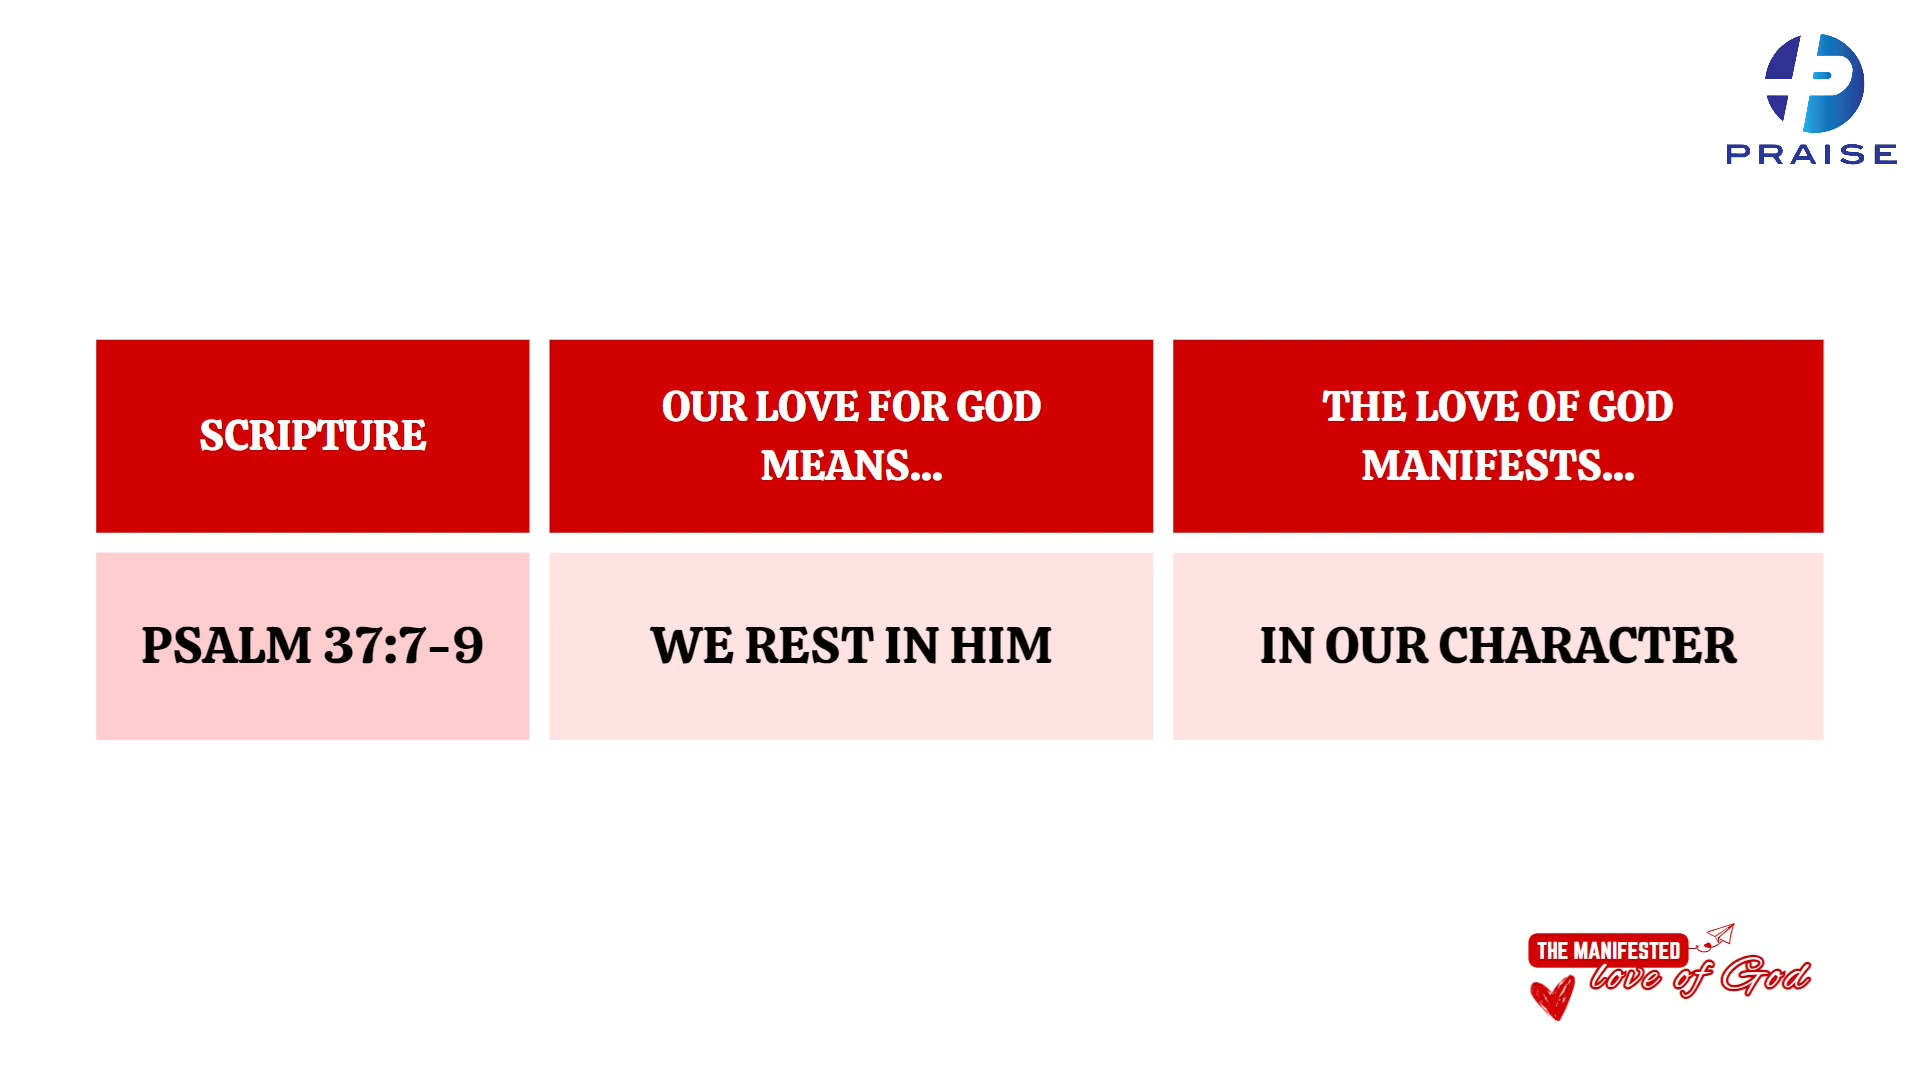 PRAISE
SCRIPTURE
OUR LOVE FOR GOD
MEANS...
THE LOVE OF GOD
MANIFESTS...
PSALM 37:7-9
WE REST IN HIM
IN OUR CHARACTER
THE MANIFESTED
love of God